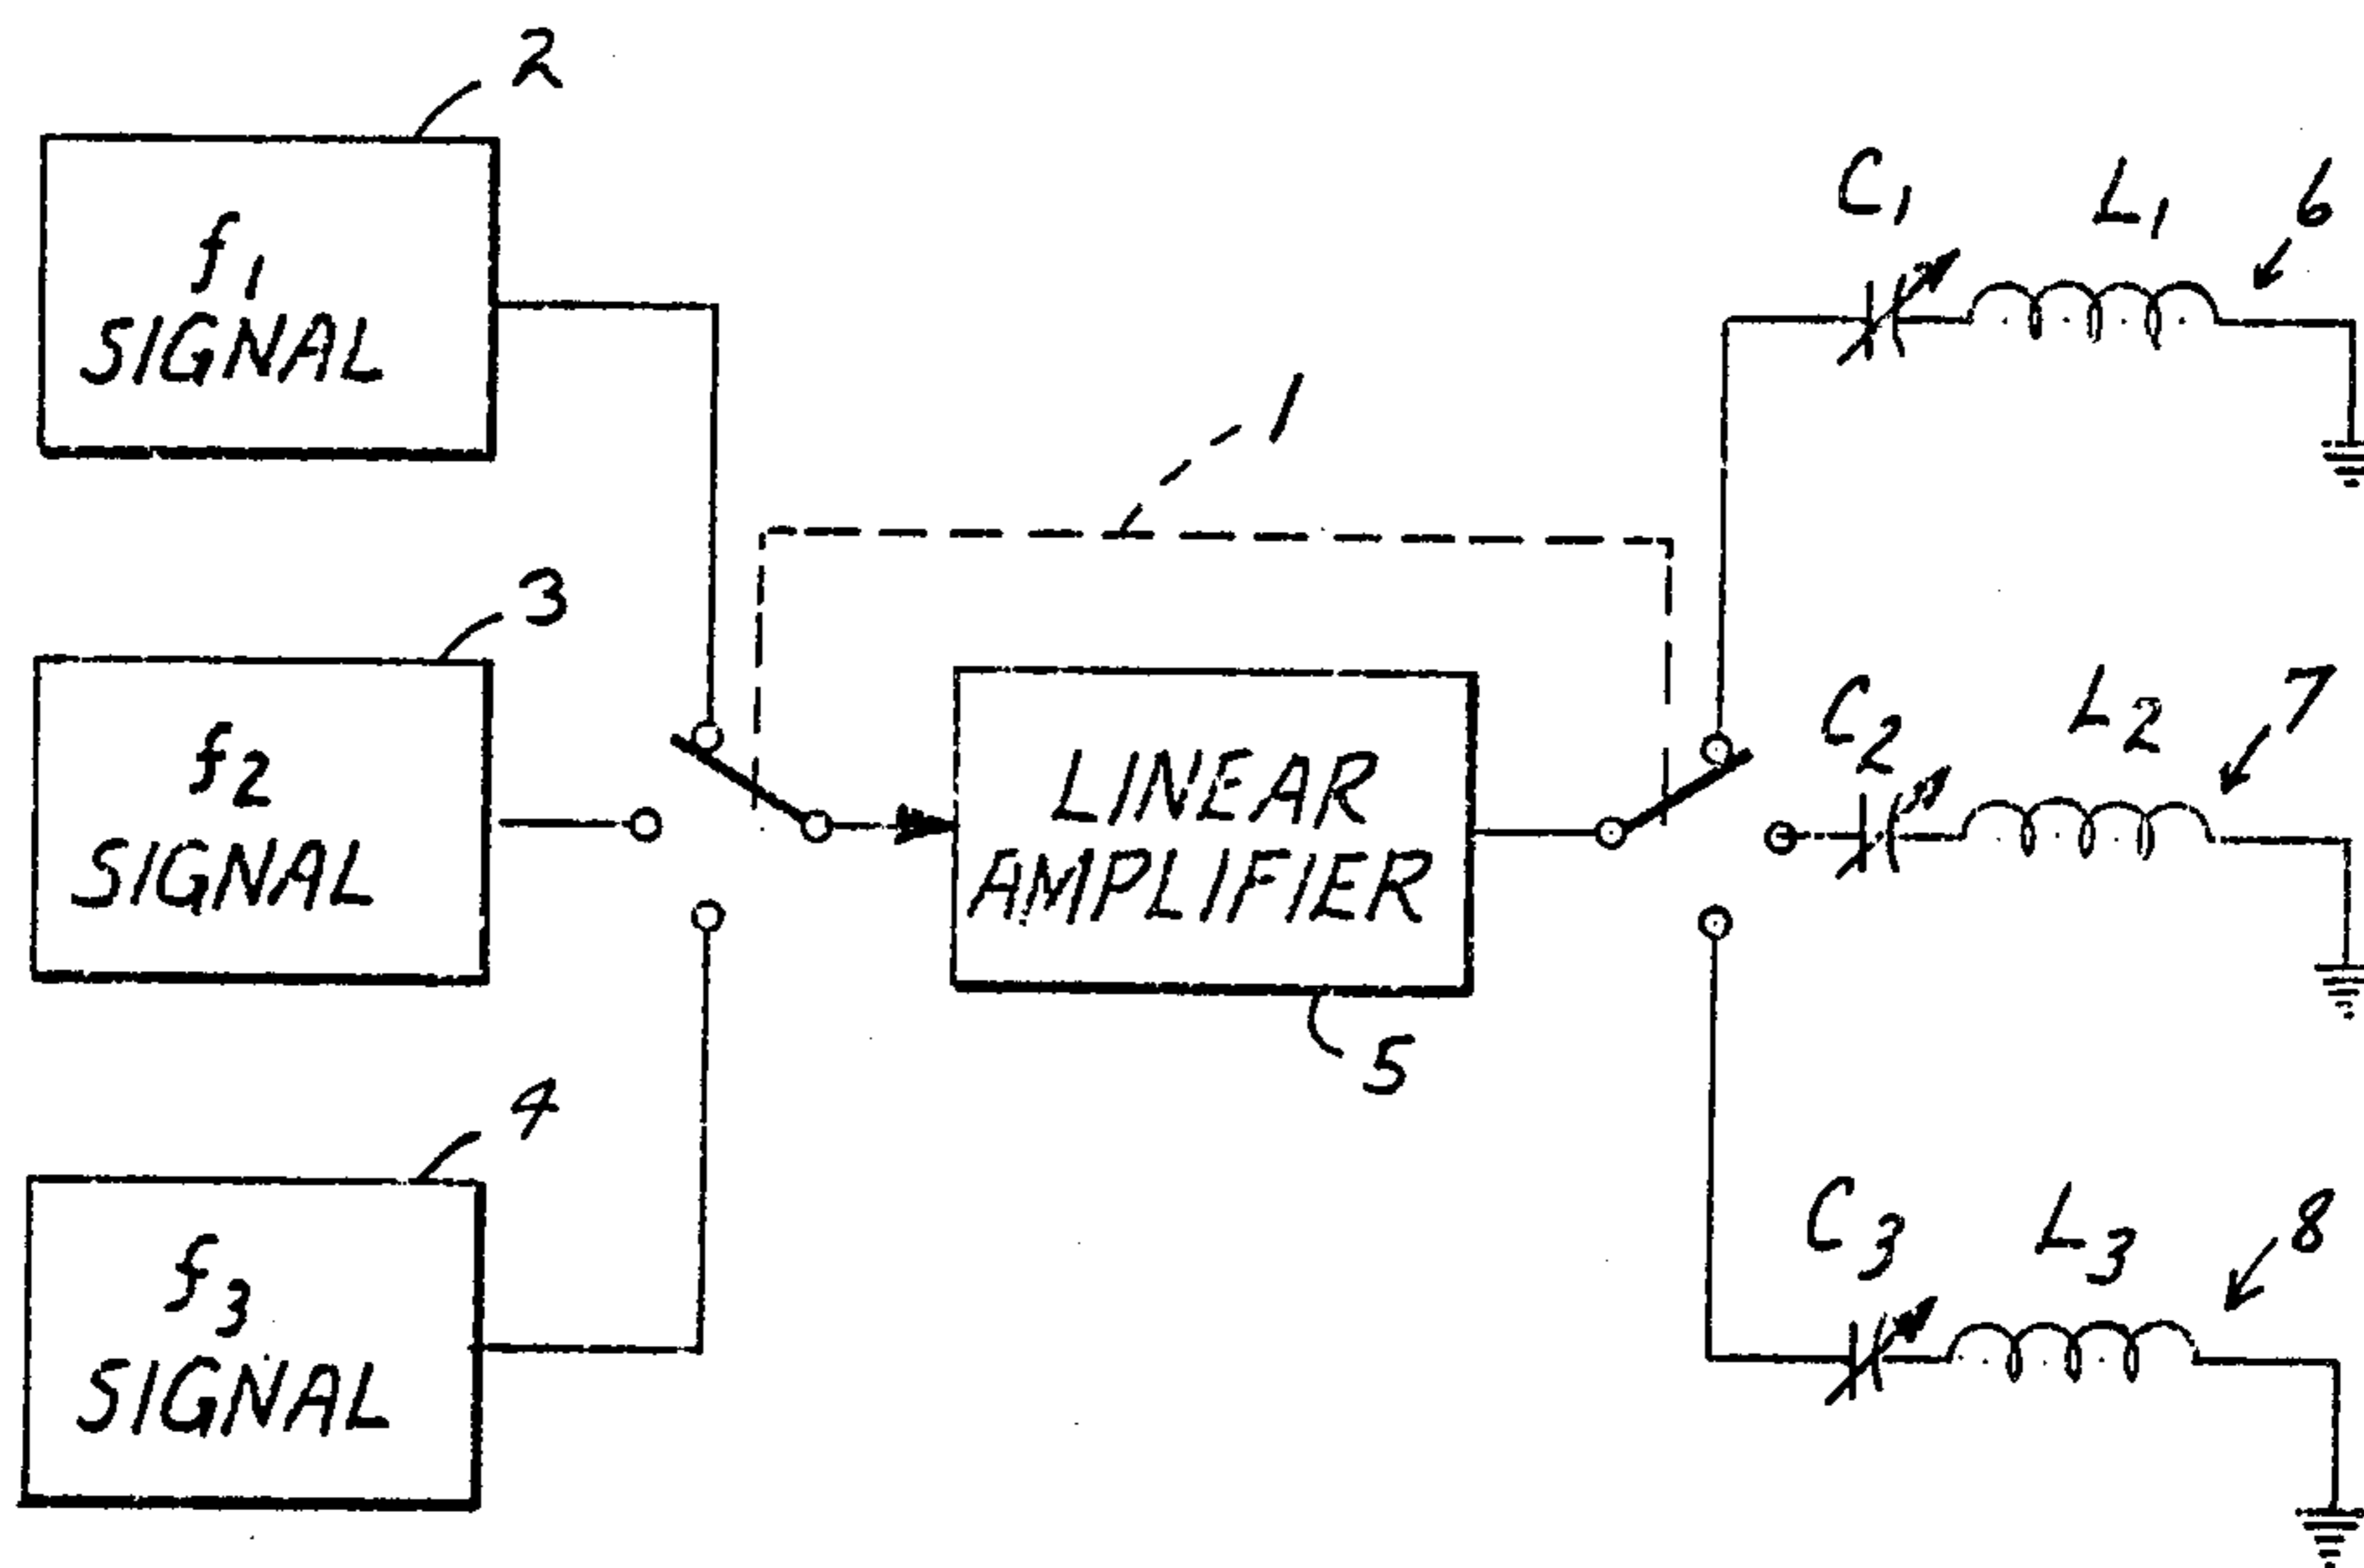 2
f1
SIGNAL
C1 L1 6
1
3
f2
SIGNAL
LINEAR
AMPLIFIER
C2 L2 7
5
4
f3
SIGNAL
C3 L3 8